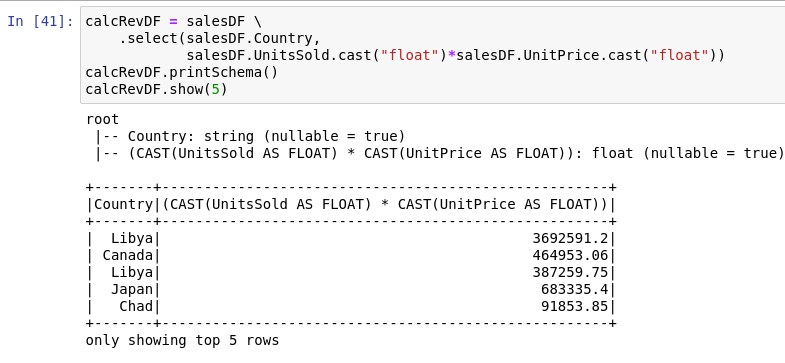 In [41]: calcRevDF = salesDF \
    .select(salesDF.Country,
            salesDF.UnitsSold.cast("float")*salesDF.UnitPrice.cast("float"))
calcRevDF.printSchema()
calcRevDF.show(5)
root
 |-- Country: string (nullable = true)
 |-- (CAST(UnitsSold AS FLOAT) * CAST(UnitPrice AS FLOAT)): float (nullable = true)
+-------+-----------------------------------------------------+
|Country|(CAST(UnitsSold AS FLOAT) * CAST(UnitPrice AS FLOAT))|
+-------+-----------------------------------------------------+
|  Libya|                                            3692591.2|
| Canada|                                            464953.06|
|  Libya|                                            387259.75|
|  Japan|                                             683335.4|
|   Chad|                                             91853.85|
+-------+-----------------------------------------------------+
only showing top 5 rows